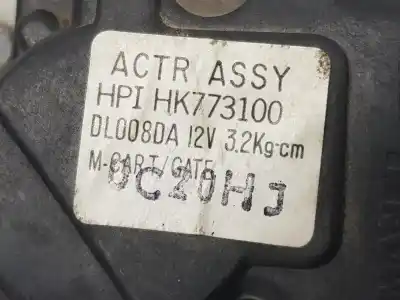 ACTR ASSY
HPI HK773100
DL008DA 12V 3.2Kg-cm
M-CART/GATE
0C20HJ